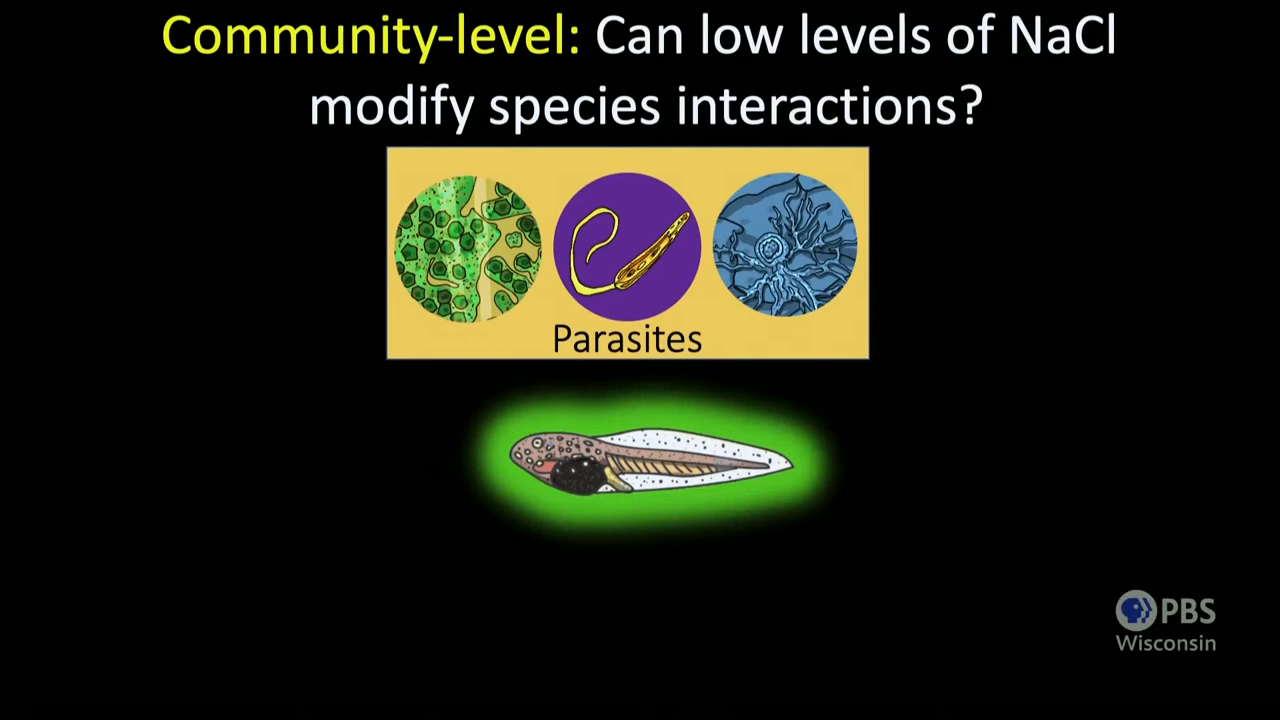 Community-level: Can low levels of NaCl
modify species interactions?
Parasites
PBS
Wisconsin